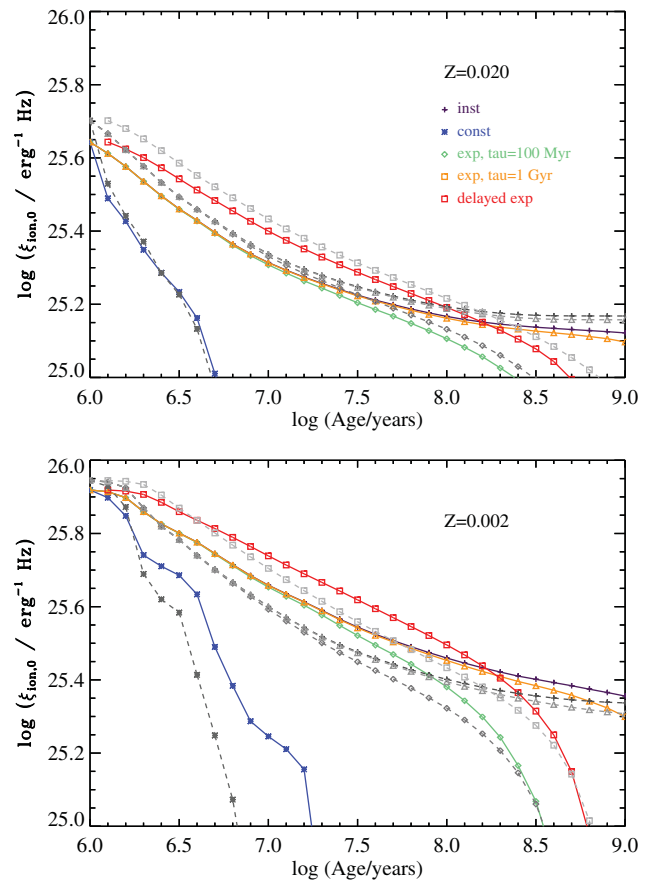 26.0
25.8
25.6
25.4
25.2
25.0
log (ξion,0 / erg⁻¹ Hz)
Z=0.020
inst
const
exp, tau=100 Myr
exp, tau=1 Gyr
delayed exp
6.0 6.5 7.0 7.5 8.0 8.5 9.0
log (Age/years)
26.0
25.8
25.6
25.4
25.2
25.0
log (ξion,0 / erg⁻¹ Hz)
Z=0.002
6.0 6.5 7.0 7.5 8.0 8.5 9.0
log (Age/years)